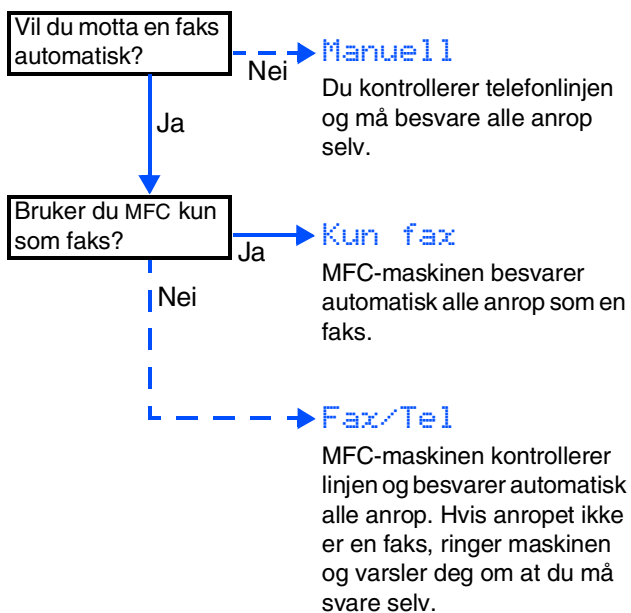 Vil du motta en faks
automatisk?
Nei
Manuell
Du kontrollerer telefonlinjen
og må besvare alle anrop
selv.
Ja
Bruker du MFC kun
som faks?
Ja
Kun fax
MFC-maskinen besvarer
automatisk alle anrop som en
faks.
Nei
Fax/Tel
MFC-maskinen kontrollerer
linjen og besvarer automatisk
alle anrop. Hvis anropet ikke
er en faks, ringer maskinen
og varsler deg om at du må
svare selv.